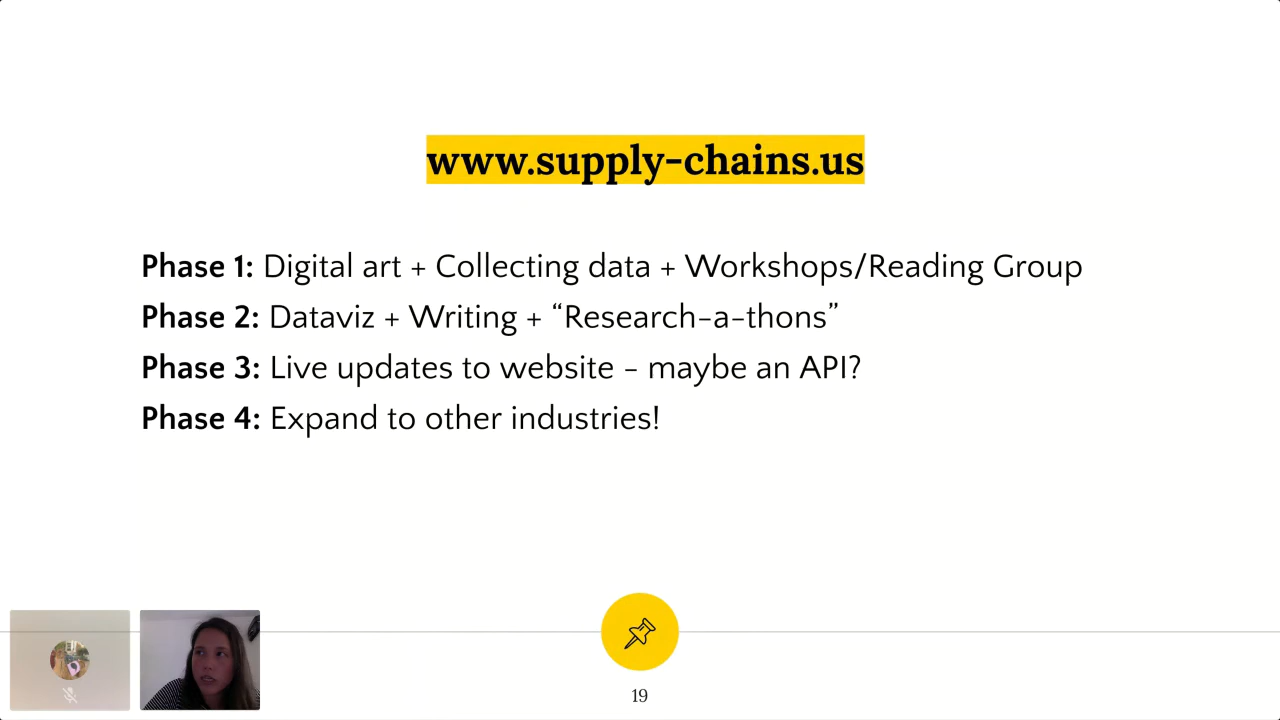 www.supply-chains.us
Phase 1: Digital art + Collecting data + Workshops/Reading Group
Phase 2: Dataviz + Writing + “Research-a-thons”
Phase 3: Live updates to website - maybe an API?
Phase 4: Expand to other industries!
19